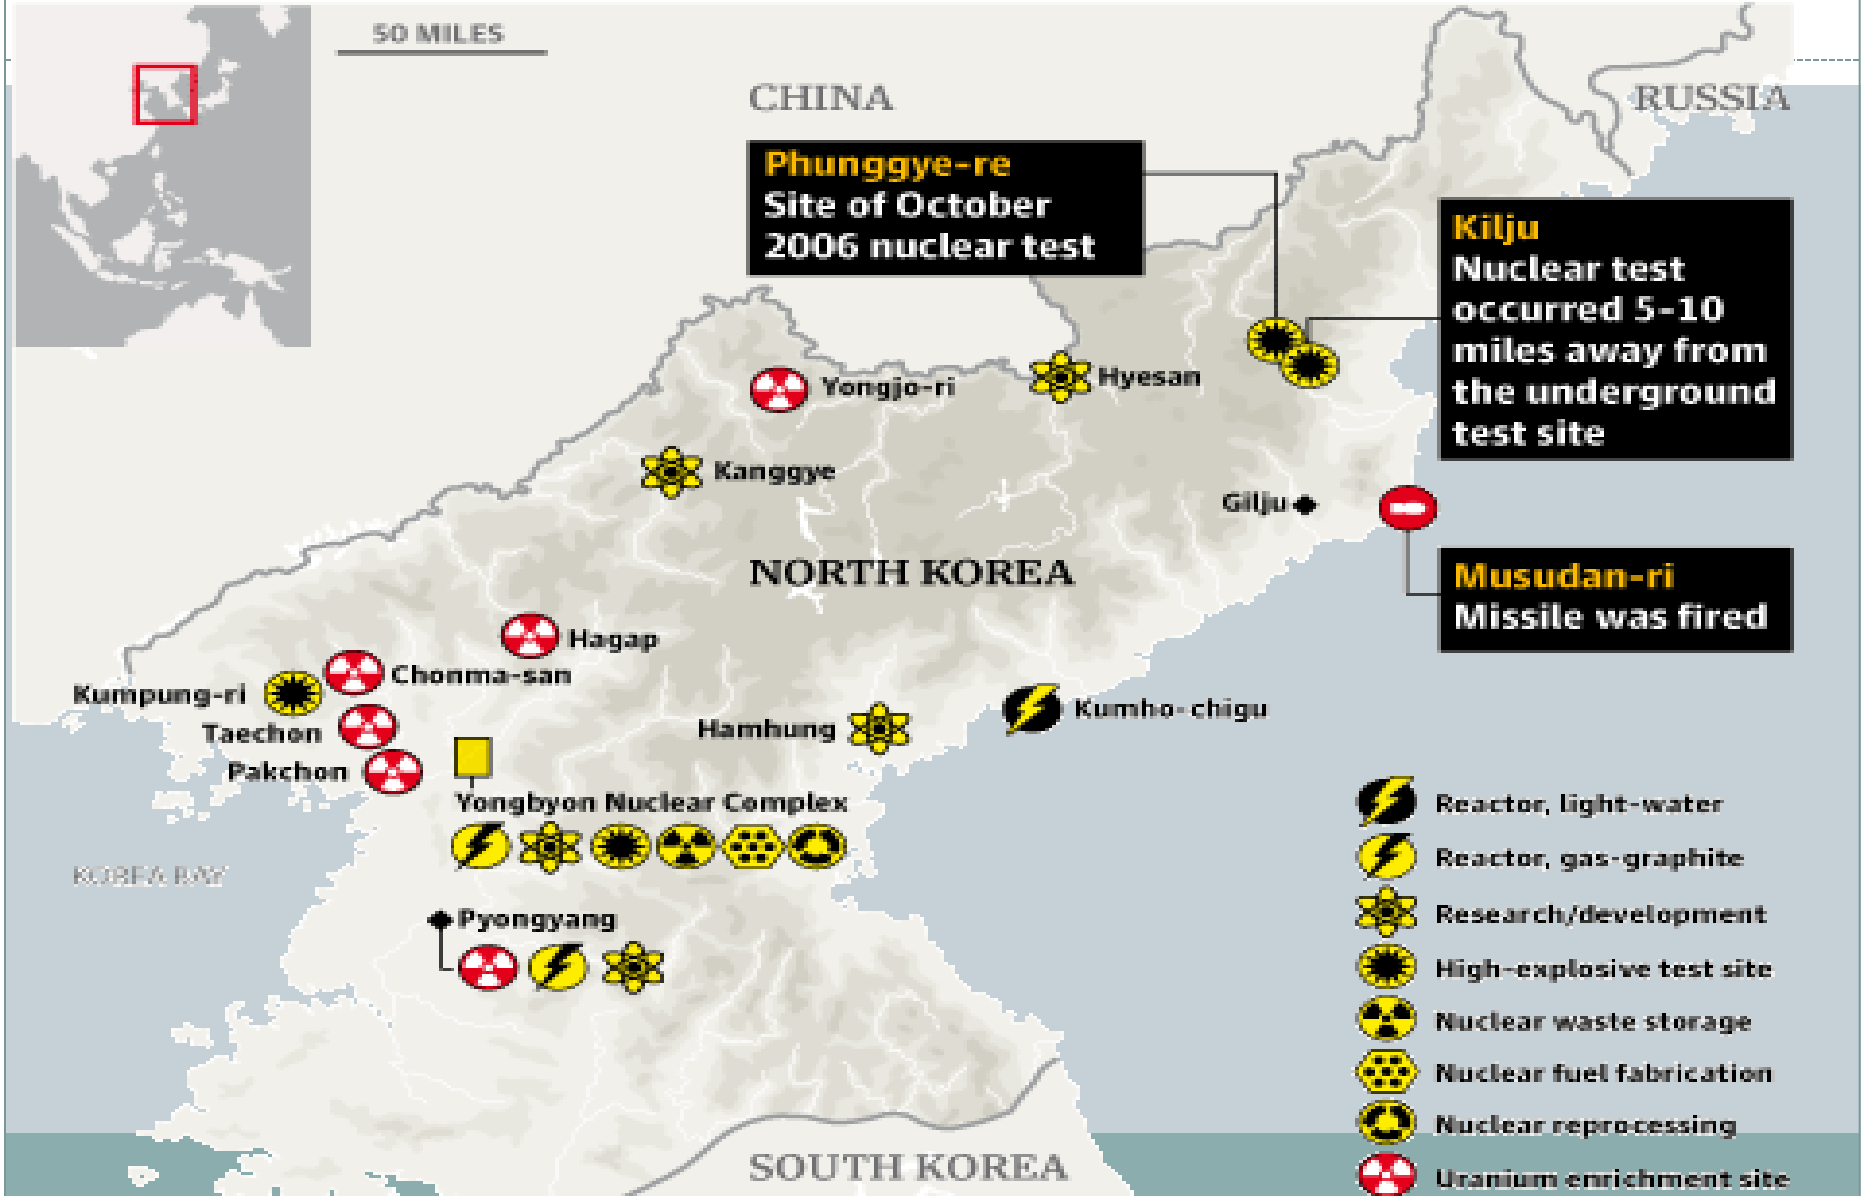 50 MILES
CHINA
RUSSIA
Phunggye-re
Site of October
2006 nuclear test
Kilju
Nuclear test
occurred 5-10
miles away from
the underground
test site
Yongjo-ri
Hyesan
Kanggye
Gilju
NORTH KOREA
Musudan-ri
Missile was fired
Hagap
Chonma-san
Kumpung-ri
Taechon
Hamhung
Kumho-chigu
Pakchon
Yongbyon Nuclear Complex
KOREA BAY
Pyongyang
Reactor, light-water
Reactor, gas-graphite
Research/development
High-explosive test site
Nuclear waste storage
Nuclear fuel fabrication
Nuclear reprocessing
Uranium enrichment site
SOUTH KOREA